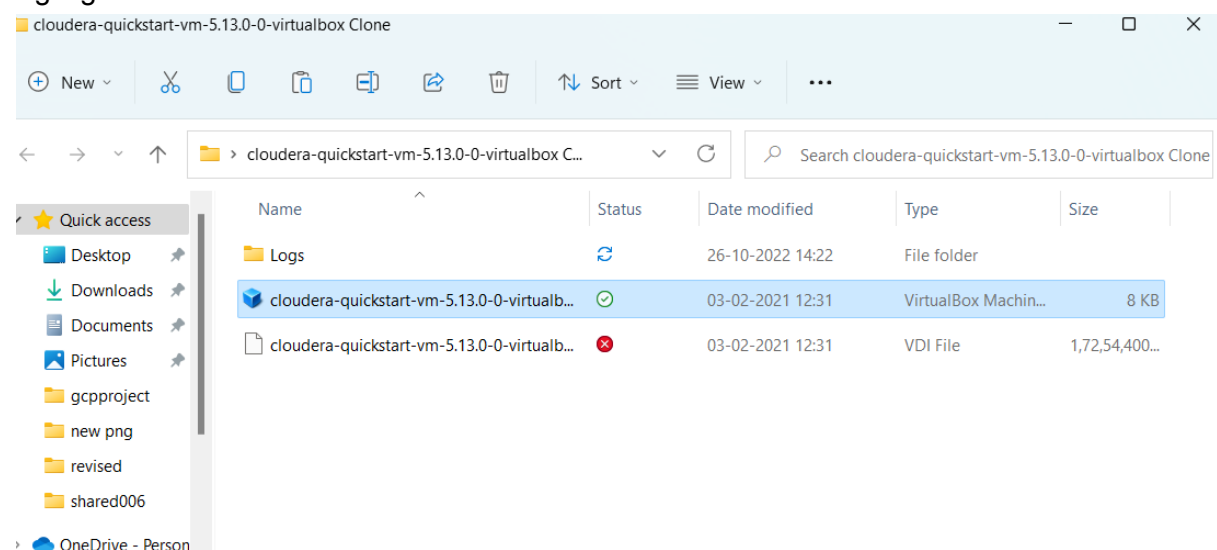 cloudera-quickstart-vm-5.13.0-0-virtualbox Clone
New Sort View
cloudera-quickstart-vm-5.13.0-0-virtualbox C... Search cloudera-quickstart-vm-5.13.0-0-virtualbox Clone
Name Status Date modified Type Size
Quick access
Desktop
Downloads
Documents
Pictures
gcpproject
new png
revised
shared006
OneDrive - Person
Logs 26-10-2022 14:22 File folder
cloudera-quickstart-vm-5.13.0-0-virtualb... 03-02-2021 12:31 VirtualBox Machin... 8 KB
cloudera-quickstart-vm-5.13.0-0-virtualb... 03-02-2021 12:31 VDI File 1,72,54,400...